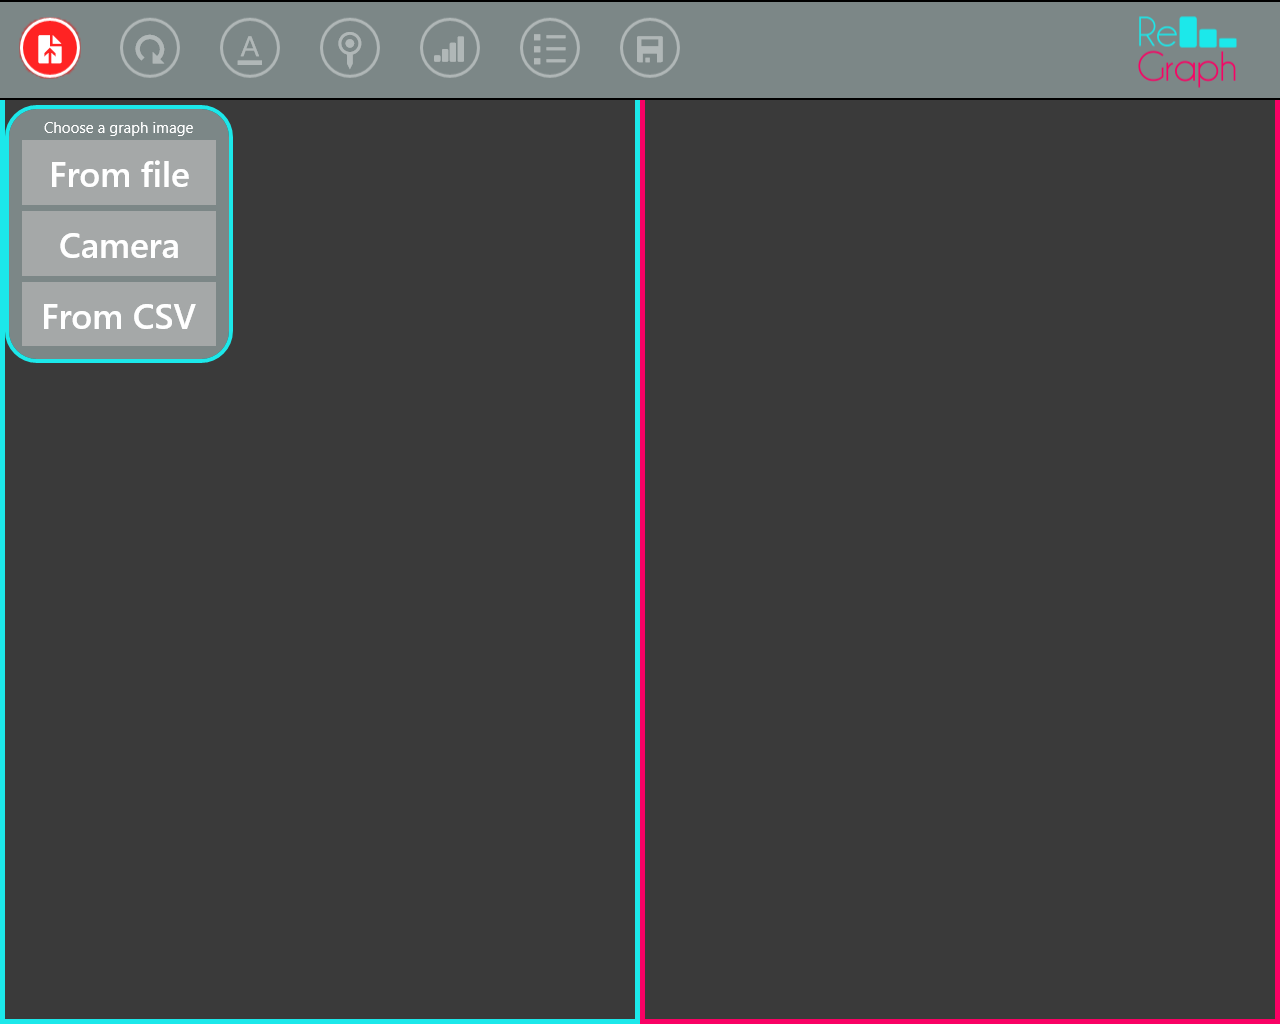 A
Re
Graph
Choose a graph image
From file
Camera
From CSV